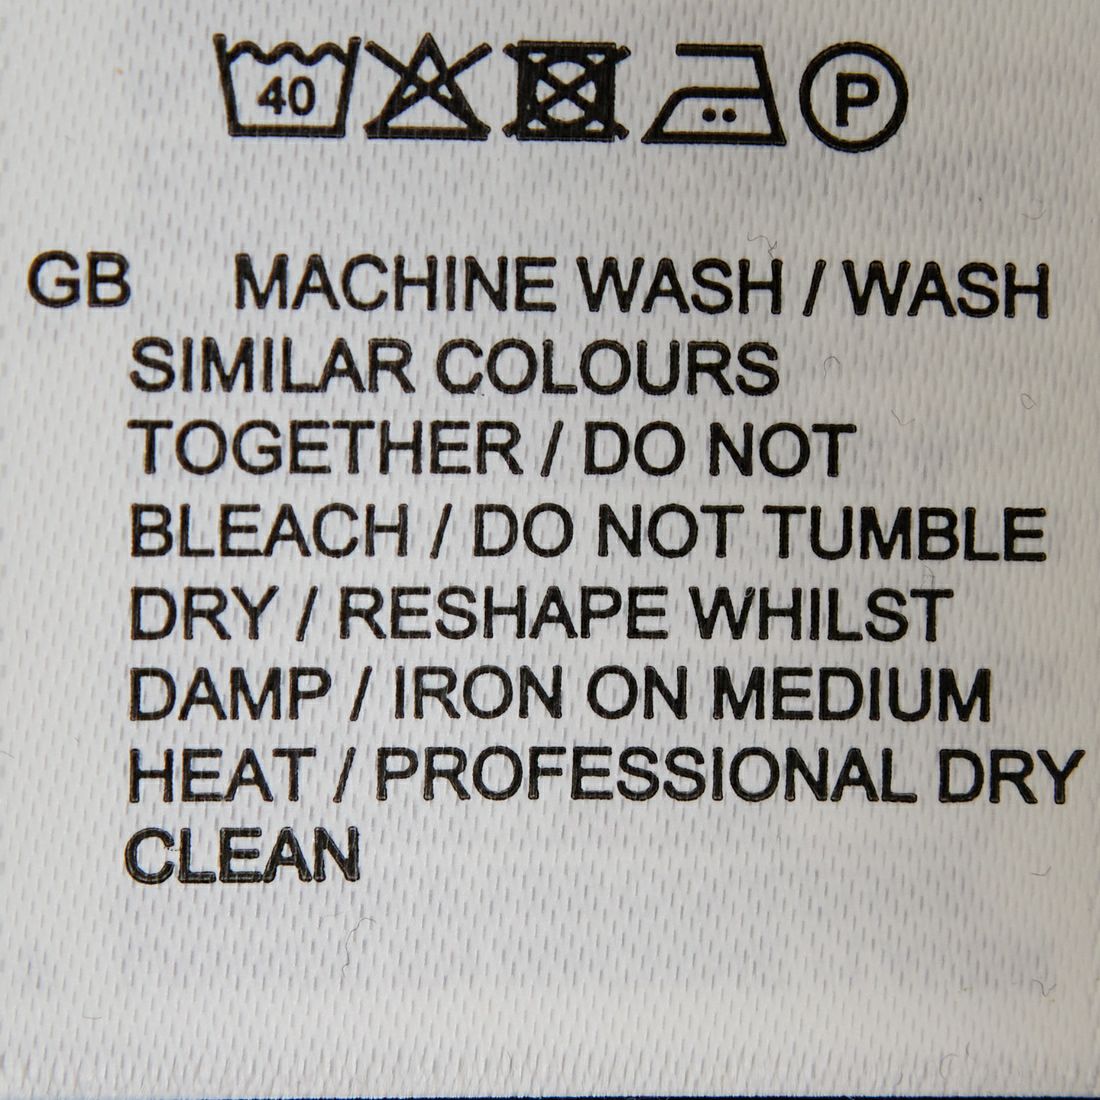 40 P
GB MACHINE WASH / WASH
SIMILAR COLOURS
TOGETHER / DO NOT
BLEACH / DO NOT TUMBLE
DRY / RESHAPE WHILST
DAMP / IRON ON MEDIUM
HEAT / PROFESSIONAL DRY
CLEAN